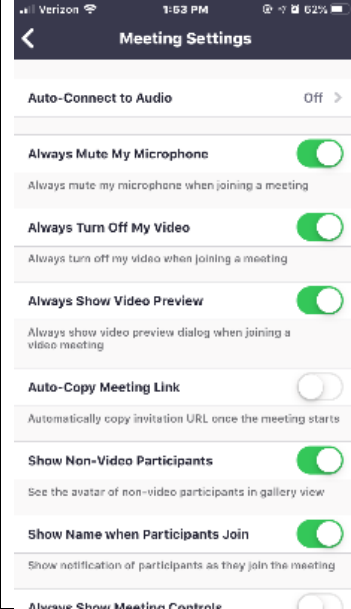 Verizon 1:53 PM 62%
Meeting Settings
Auto-Connect to Audio Off
Always Mute My Microphone
Always mute my microphone when joining a meeting
Always Turn Off My Video
Always turn off my video when joining a meeting
Always Show Video Preview
Always show video preview dialog when joining a
video meeting
Auto-Copy Meeting Link
Automatically copy invitation URL once the meeting starts
Show Non-Video Participants
See the avatar of non-video participants in gallery view
Show Name when Participants Join
Show notification of participants as they join the meeting
Always Show Meeting Controls